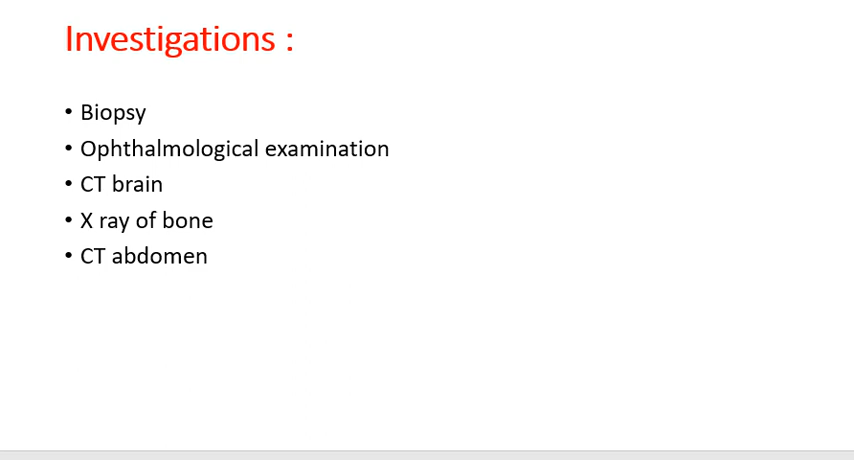 Investigations :
• Biopsy
• Ophthalmological examination
• CT brain
• X ray of bone
• CT abdomen